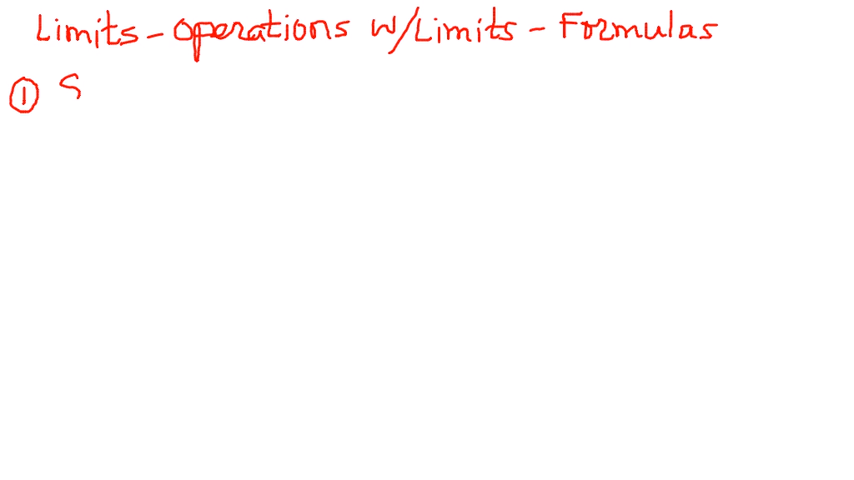 Limits - Operations w/Limits - Formulas
① S